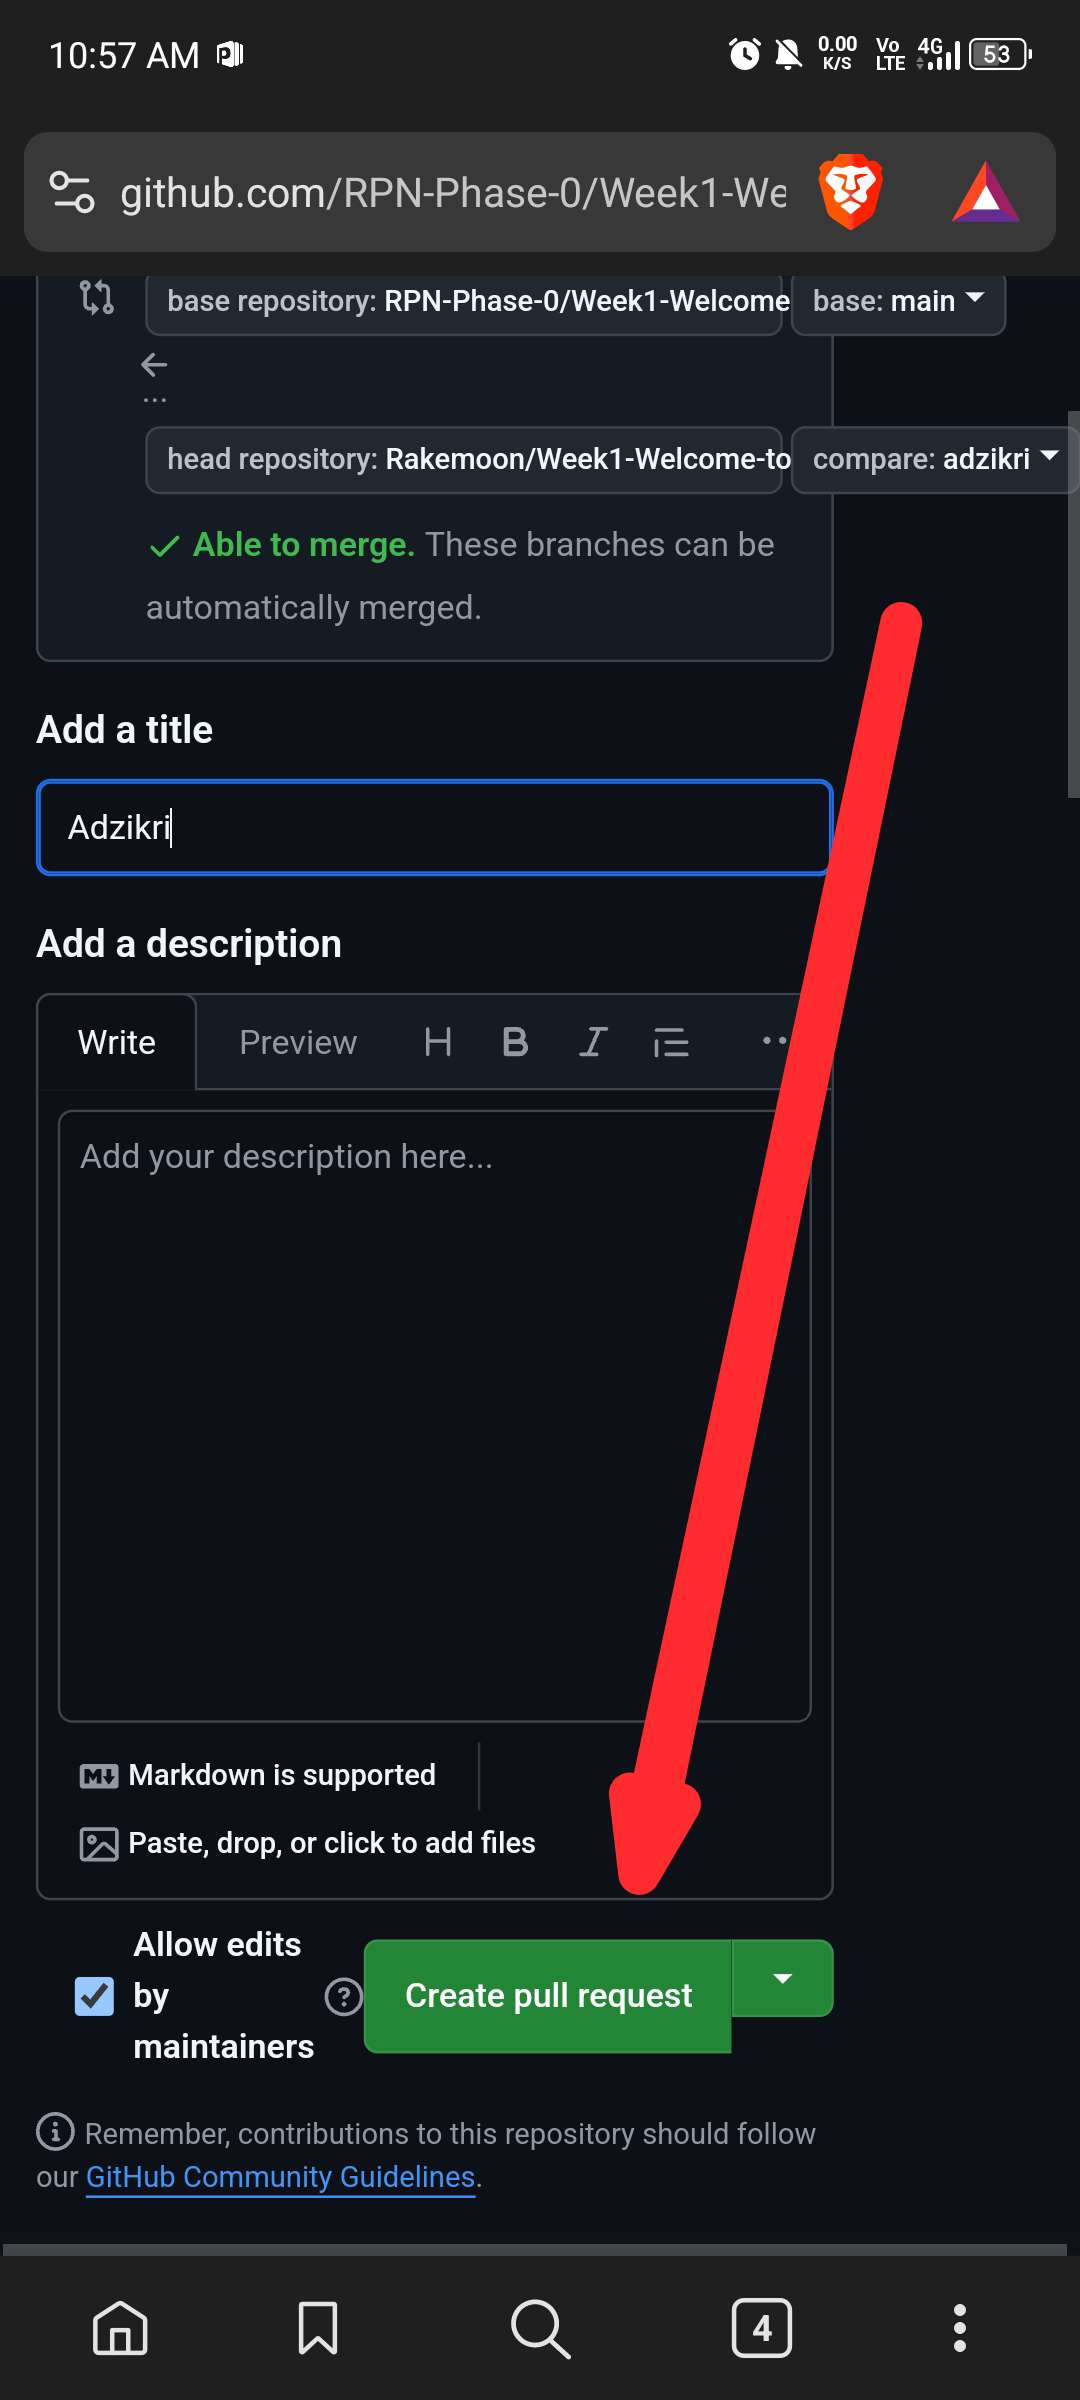 10:57 AM
0.00 K/S
Vo LTE
4G
53
github.com/RPN-Phase-0/Week1-We
base repository: RPN-Phase-0/Week1-Welcome
base: main
...
head repository: Rakemoon/Week1-Welcome-to
compare: adzikri
Able to merge. These branches can be
automatically merged.
Add a title
Adzikri
Add a description
Write
Preview
Add your description here...
Markdown is supported
Paste, drop, or click to add files
Allow edits
by
maintainers
Create pull request
Remember, contributions to this repository should follow
our GitHub Community Guidelines.
4